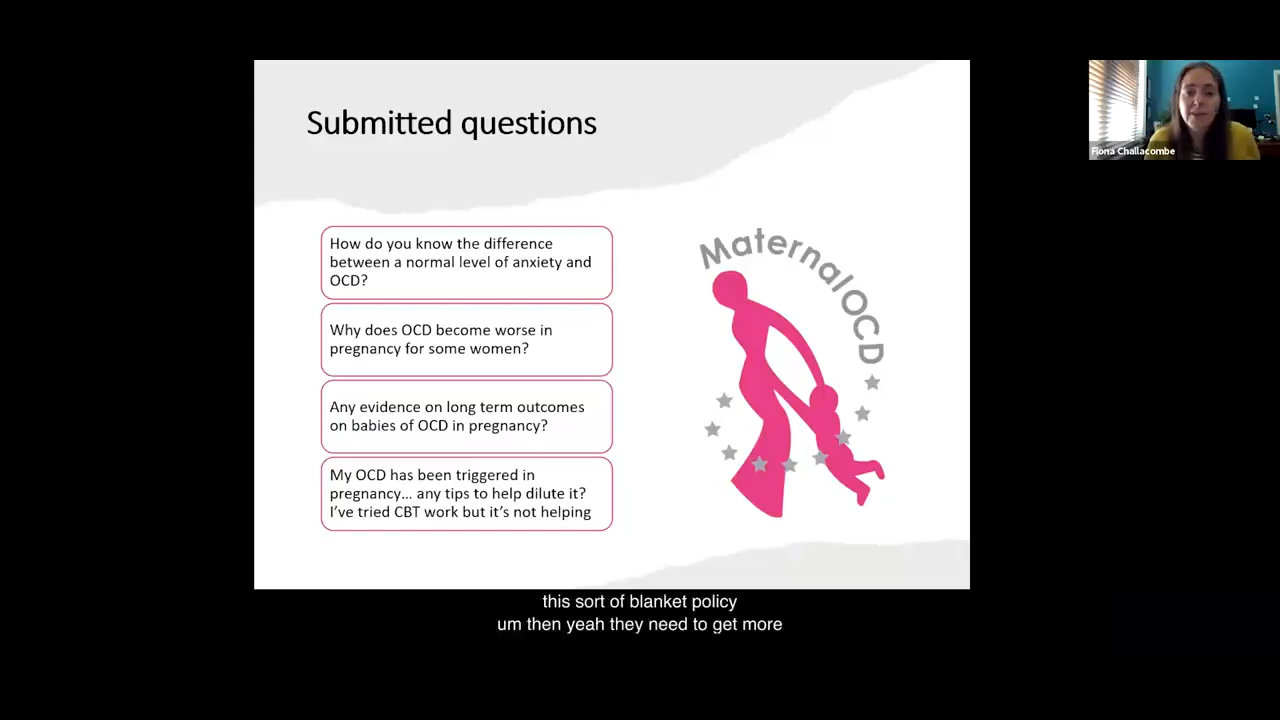 Submitted questions
How do you know the difference
between a normal level of anxiety and
OCD?
Why does OCD become worse in
pregnancy for some women?
Any evidence on long term outcomes
on babies of OCD in pregnancy?
My OCD has been triggered in
pregnancy… any tips to help dilute it?
I've tried CBT work but it's not helping
MaternalOCD
Fiona Challacombe
this sort of blanket policy
um then yeah they need to get more